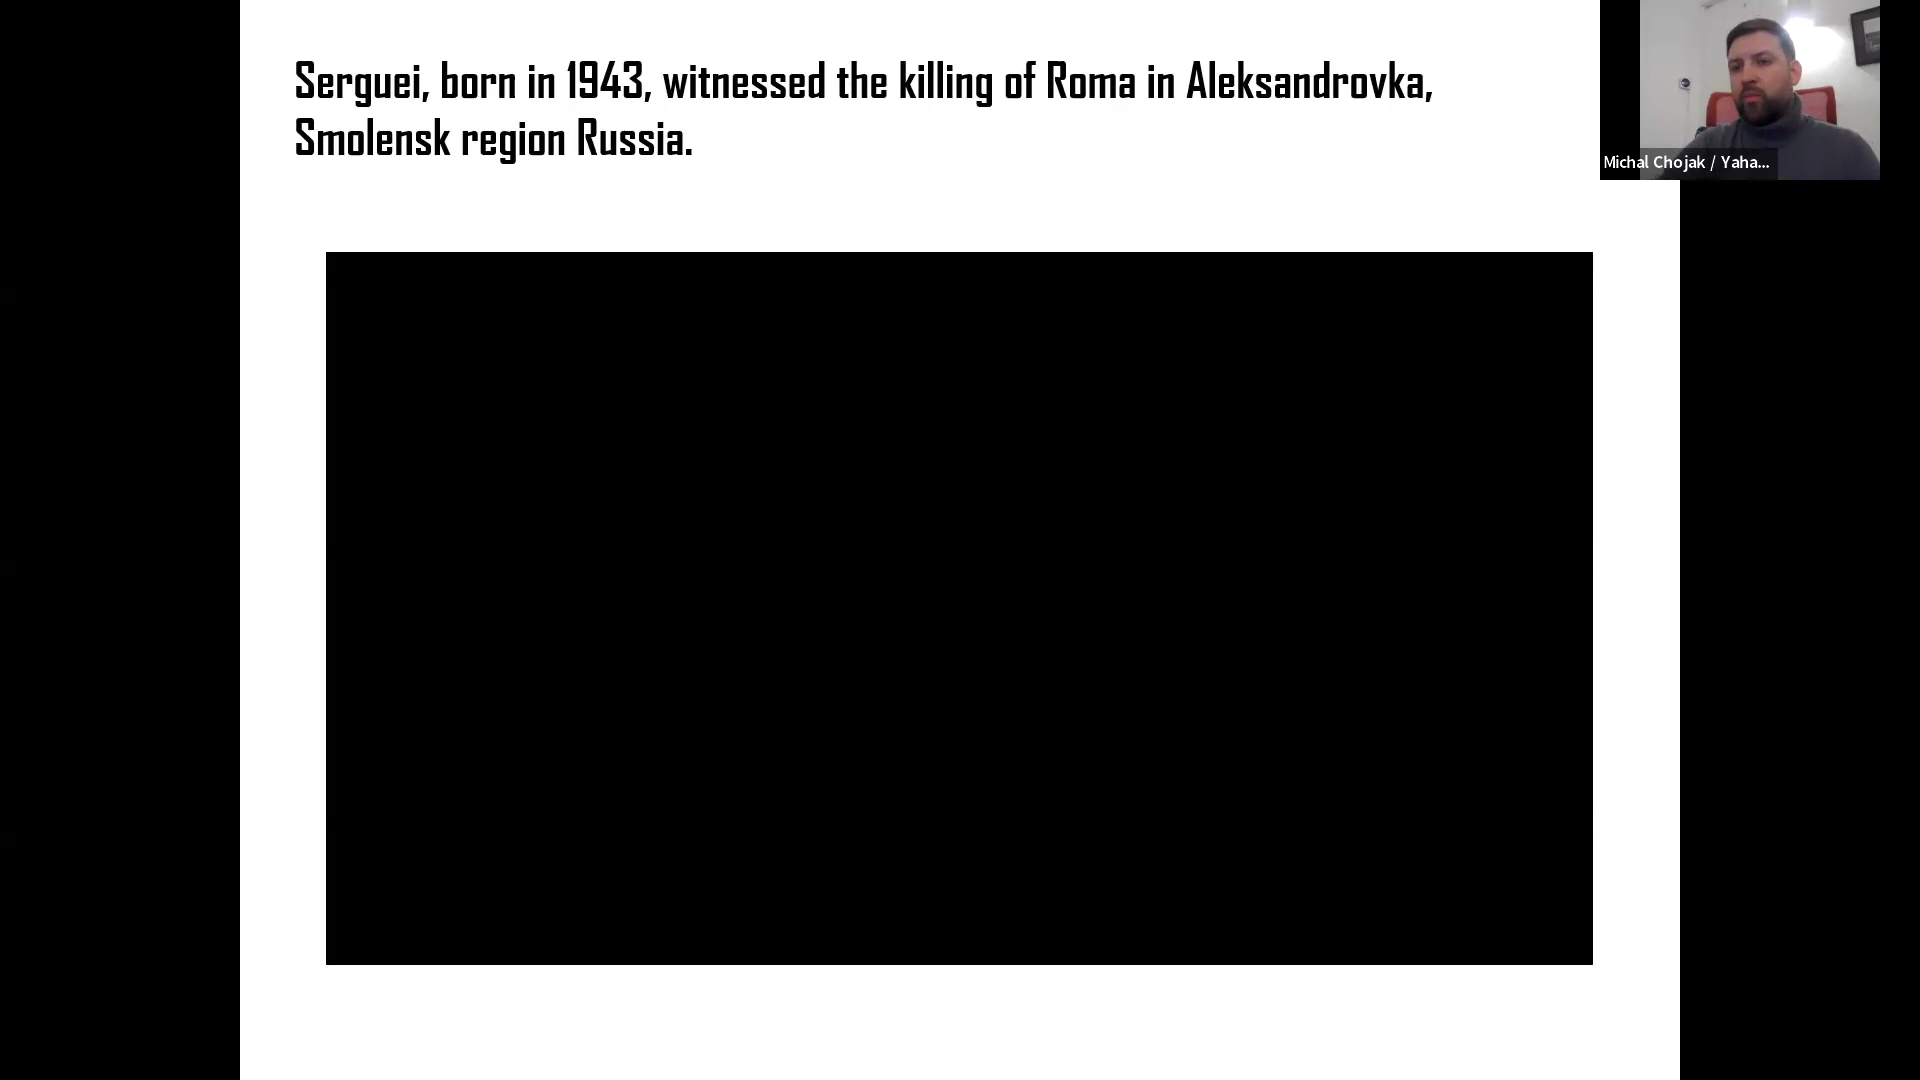 Serguei, born in 1943, witnessed the killing of Roma in Aleksandrovka,
Smolensk region Russia.
Michal Chojak / Yaha...